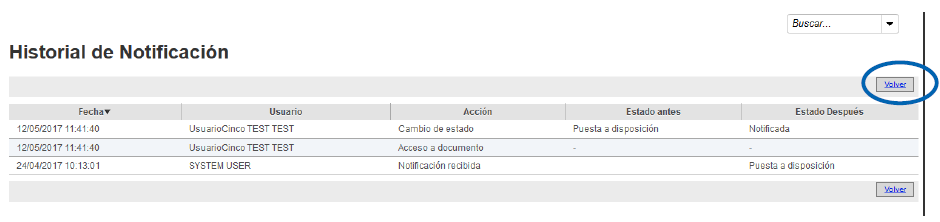 Buscar...
Historial de Notificación
Volver
Fecha▼ Usuario Acción Estado antes Estado Después
12/05/2017 11:41:40 UsuarioCinco TEST TEST Cambio de estado Puesta a disposición Notificada
12/05/2017 11:41:40 UsuarioCinco TEST TEST Acceso a documento - -
24/04/2017 10:13:01 SYSTEM USER Notificación recibida Puesta a disposición
Volver